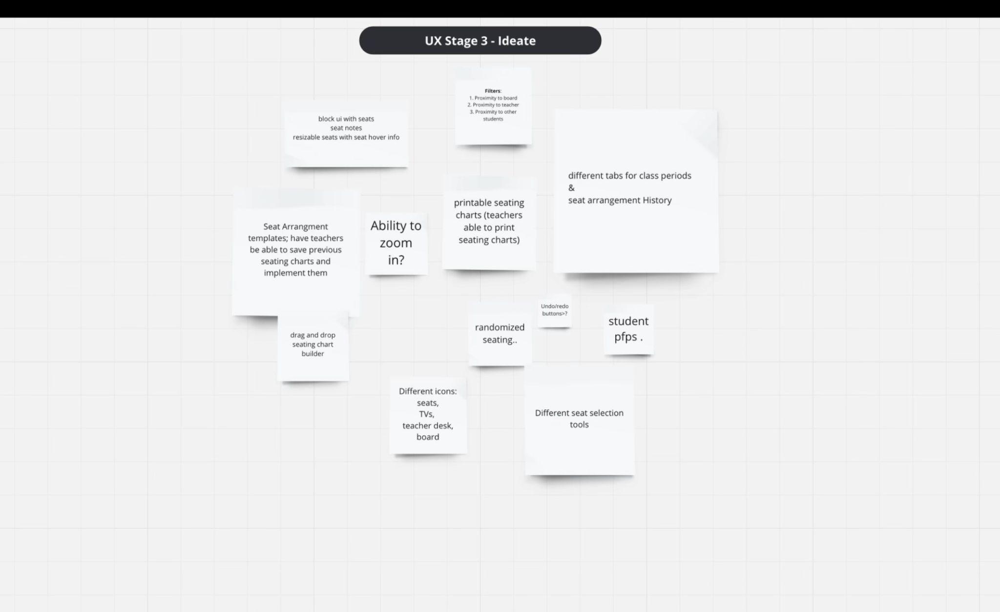 UX Stage 3 - Ideate
Filters:
1. Proximity to board
2. Proximity to teacher
3. Proximity to other
students
block ui with seats
seat notes
resizable seats with seat hover info
different tabs for class periods
&
seat arrangement History
Seat Arrangment
templates; have teachers
be able to save previous
seating charts and
implement them
Ability to
zoom
in?
printable seating
charts (teachers
able to print
seating charts)
drag and drop
seating chart
builder
randomized
seating..
Undo/redo
buttons>?
student
pfps .
Different icons:
seats,
TVs,
teacher desk,
board
Different seat selection
tools